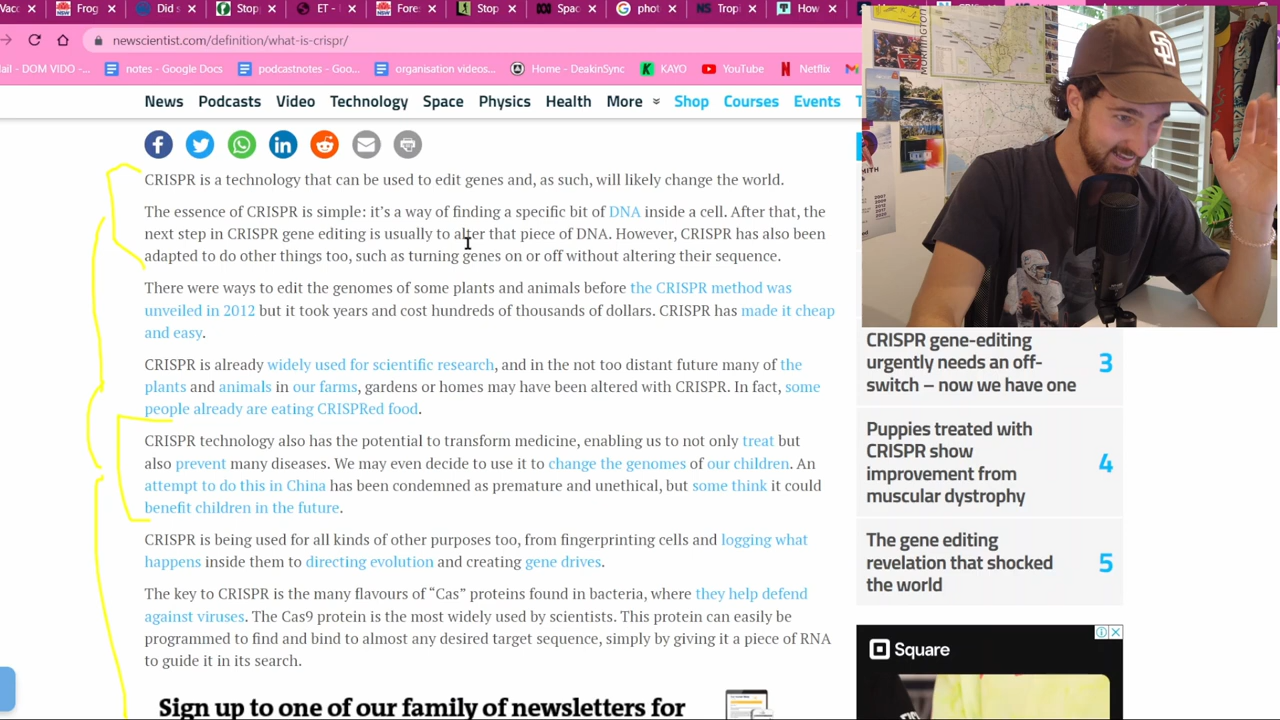 Vacc
Frog
Did s
Stop
ET -
Fores
Stop
Spac
phot
Tropi
How
newscientist.com/definition/what-is-crispr/
ail - DOM VIDO -...
notes - Google Docs
podcastnotes - Goo...
organisation videos...
Home - DeakinSync
KAYO
YouTube
Netflix
MORNINGTON
News Podcasts Video Technology Space Physics Health More Shop Courses Events
CRISPR is a technology that can be used to edit genes and, as such, will likely change the world.
The essence of CRISPR is simple: it's a way of finding a specific bit of DNA inside a cell. After that, the
next step in CRISPR gene editing is usually to alter that piece of DNA. However, CRISPR has also been
adapted to do other things too, such as turning genes on or off without altering their sequence.
There were ways to edit the genomes of some plants and animals before the CRISPR method was
unveiled in 2012 but it took years and cost hundreds of thousands of dollars. CRISPR has made it cheap
and easy.
CRISPR is already widely used for scientific research, and in the not too distant future many of the
plants and animals in our farms, gardens or homes may have been altered with CRISPR. In fact, some
people already are eating CRISPRed food.
CRISPR technology also has the potential to transform medicine, enabling us to not only treat but
also prevent many diseases. We may even decide to use it to change the genomes of our children. An
attempt to do this in China has been condemned as premature and unethical, but some think it could
benefit children in the future.
CRISPR is being used for all kinds of other purposes too, from fingerprinting cells and logging what
happens inside them to directing evolution and creating gene drives.
The key to CRISPR is the many flavours of “Cas” proteins found in bacteria, where they help defend
against viruses. The Cas9 protein is the most widely used by scientists. This protein can easily be
programmed to find and bind to almost any desired target sequence, simply by giving it a piece of RNA
to guide it in its search.
Sign up to one of our family of newsletters for
CRISPR gene-editing
urgently needs an off-
switch – now we have one
3
Puppies treated with
CRISPR show
improvement from
muscular dystrophy
4
The gene editing
revelation that shocked
the world
5
Square
SD